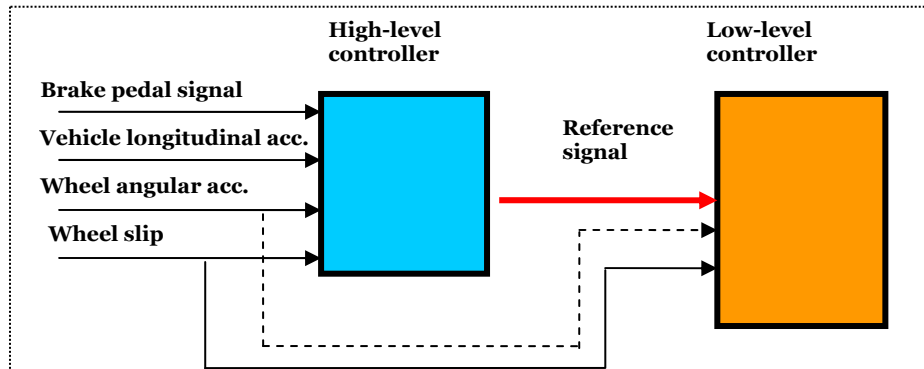 High-level
controller
Low-level
controller
Brake pedal signal
Vehicle longitudinal acc.
Wheel angular acc.
Wheel slip
Reference
signal